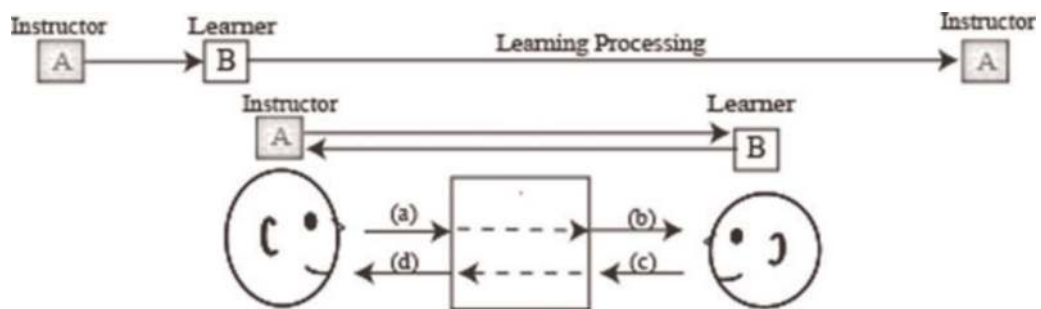 Instructor Learner Instructor
A B Learning Processing A
Instructor Learner
A B
(a) (b)
(d) (c)